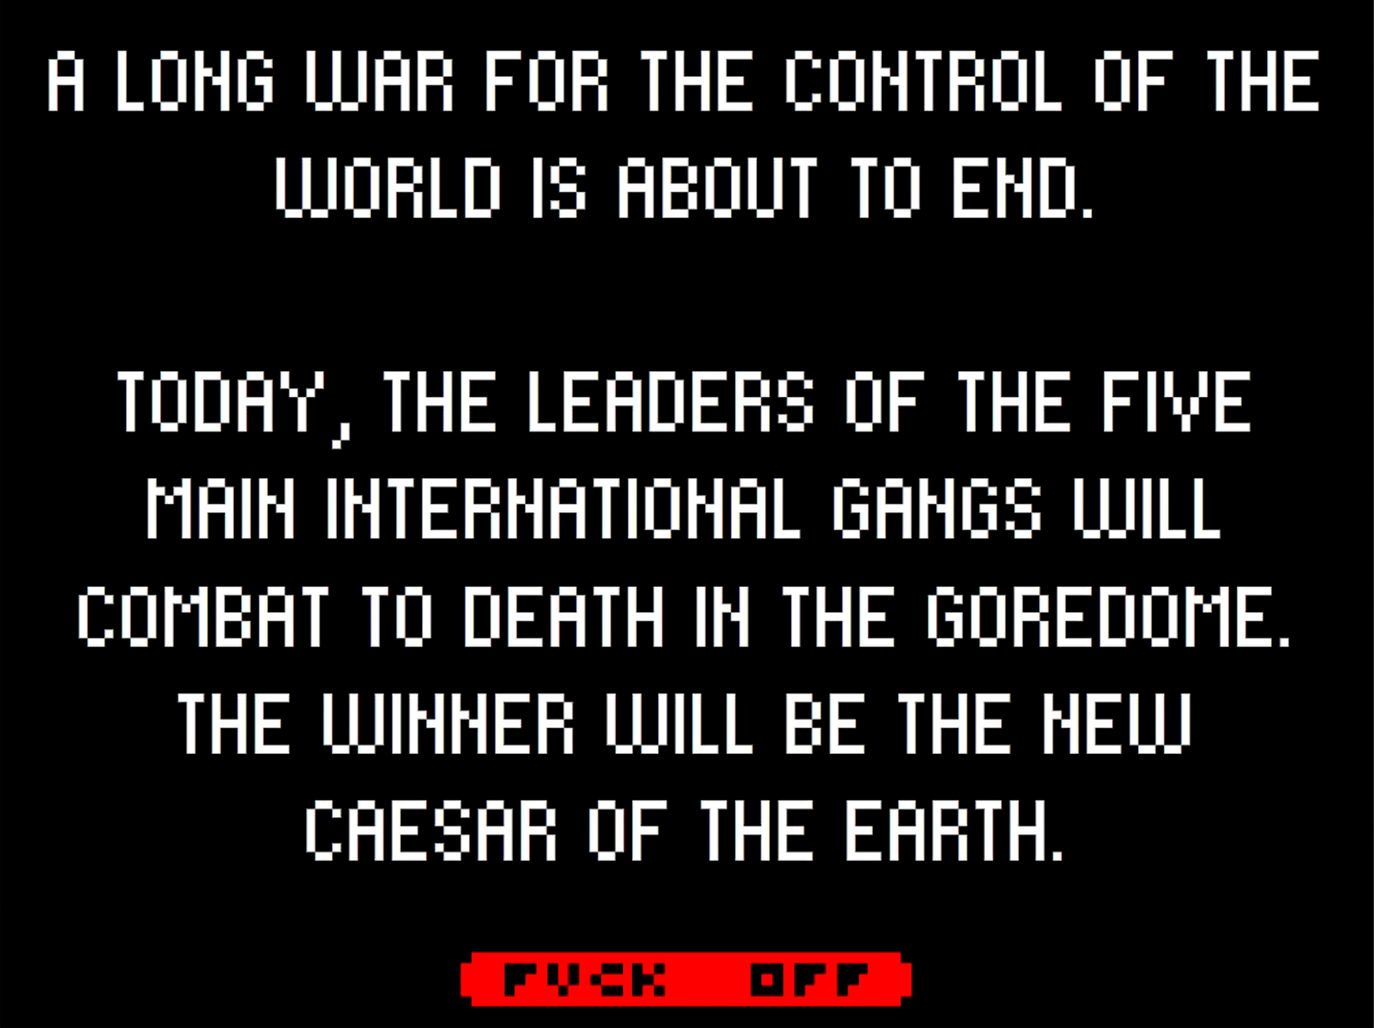 A LONG WAR FOR THE CONTROL OF THE
WORLD IS ABOUT TO END.
TODAY, THE LEADERS OF THE FIVE
MAIN INTERNATIONAL GANGS WILL
COMBAT TO DEATH IN THE GOREDOME.
THE WINNER WILL BE THE NEW
CAESAR OF THE EARTH.
FVCK OFF